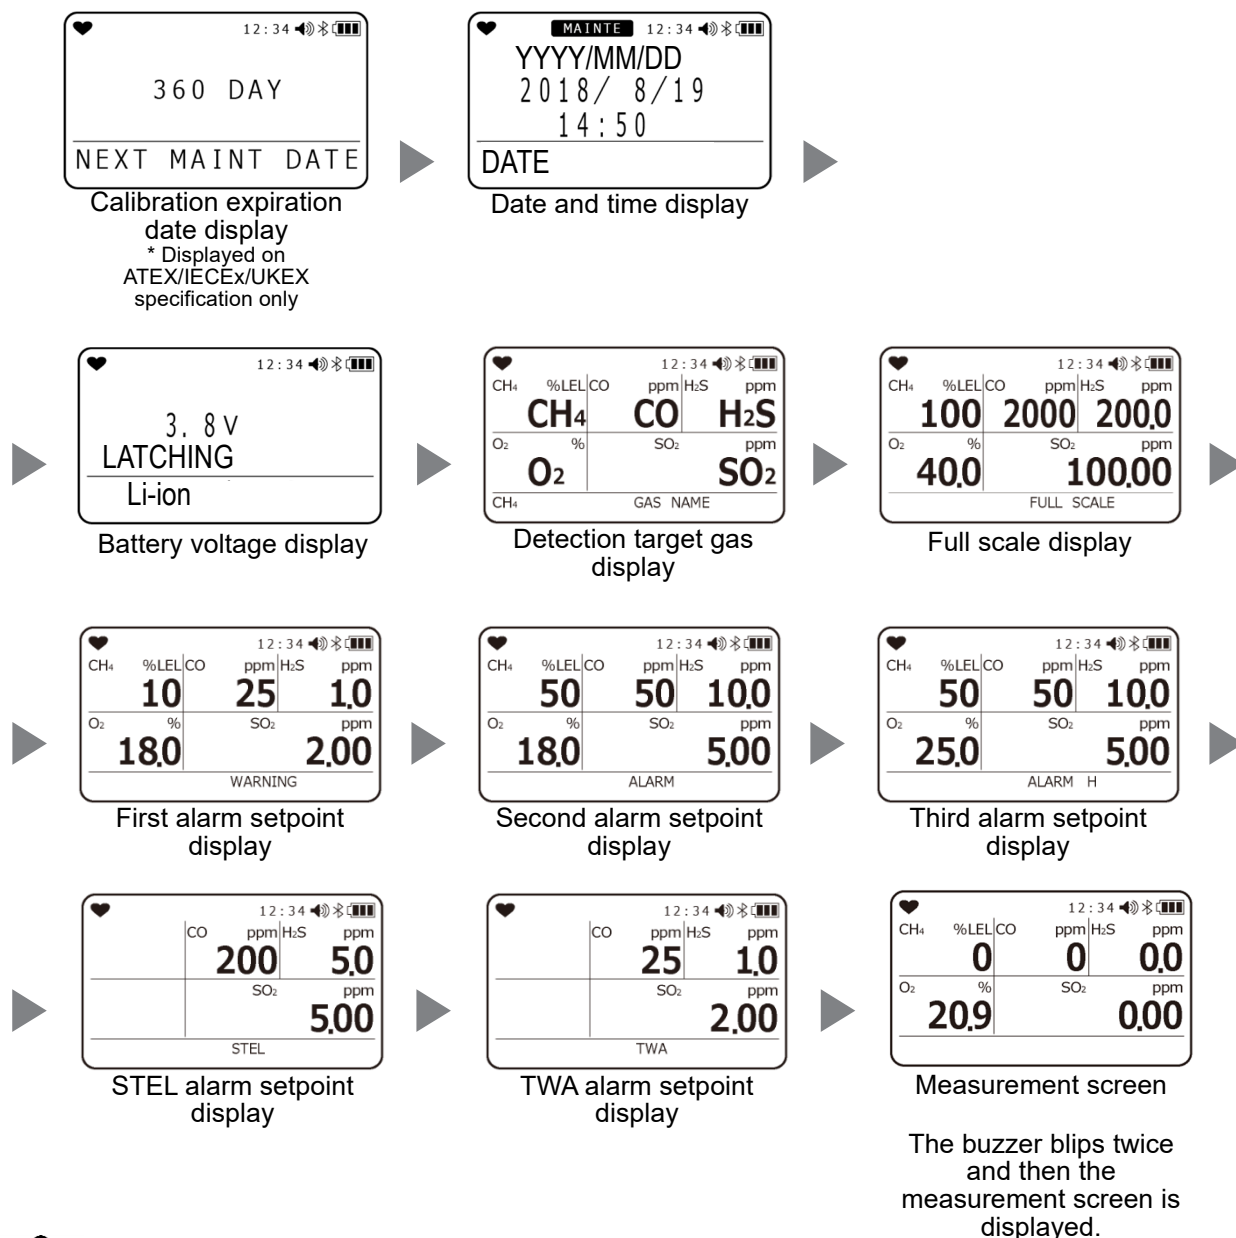 12:34
360 DAY
NEXT MAINT DATE
Calibration expiration
date display
* Displayed on
ATEX/IECEx/UKEX
specification only
MAINTE 12:34
YYYY/MM/DD
2018/ 8/19
14:50
DATE
Date and time display
12:34
3. 8V
LATCHING
Li-ion
Battery voltage display
12:34
CH4 %LEL CO ppm H2S ppm
CH4 CO H2S
O2 % SO2 ppm
O2 SO2
CH4 GAS NAME
Detection target gas
display
12:34
CH4 %LEL CO ppm H2S ppm
100 2000 200.0
O2 % SO2 ppm
40.0 100.00
FULL SCALE
Full scale display
12:34
CH4 %LEL CO ppm H2S ppm
10 25 1.0
O2 % SO2 ppm
18.0 2.00
WARNING
First alarm setpoint
display
12:34
CH4 %LEL CO ppm H2S ppm
50 50 10.0
O2 % SO2 ppm
18.0 5.00
ALARM
Second alarm setpoint
display
12:34
CH4 %LEL CO ppm H2S ppm
50 50 10.0
O2 % SO2 ppm
25.0 5.00
ALARM H
Third alarm setpoint
display
12:34
CO ppm H2S ppm
200 5.0
SO2 ppm
5.00
STEL
STEL alarm setpoint
display
12:34
CO ppm H2S ppm
25 1.0
SO2 ppm
2.00
TWA
TWA alarm setpoint
display
12:34
CH4 %LEL CO ppm H2S ppm
0 0 0.0
O2 % SO2 ppm
20.9 0.00
Measurement screen
The buzzer blips twice
and then the
measurement screen is
displayed.